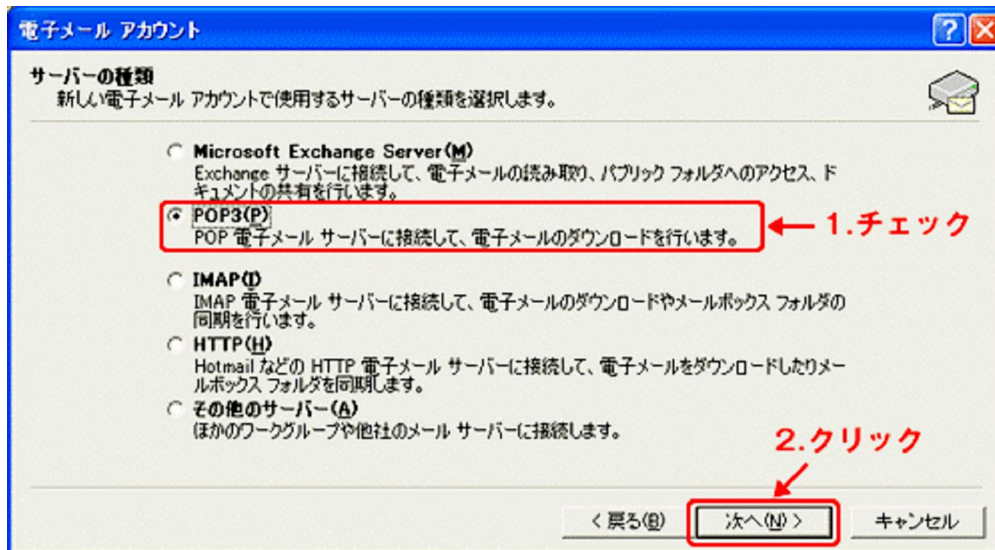 電子メール アカウント
サーバーの種類
新しい電子メール アカウントで使用するサーバーの種類を選択します。
Microsoft Exchange Server(M)
Exchange サーバーに接続して、電子メールの読み取り、パブリック フォルダへのアクセス、ド
キュメントの共有を行います。
POP3(P)
POP 電子メール サーバーに接続して、電子メールのダウンロードを行います。
1.チェック
IMAP(I)
IMAP 電子メール サーバーに接続して、電子メールのダウンロードやメールボックス フォルダの
同期を行います。
HTTP(H)
Hotmail などの HTTP 電子メール サーバーに接続して、電子メールをダウンロードしたりメー
ルボックス フォルダを同期します。
その他のサーバー(A)
ほかのワークグループや他社のメール サーバーに接続します。
2.クリック
< 戻る(B) 次へ(N) > キャンセル